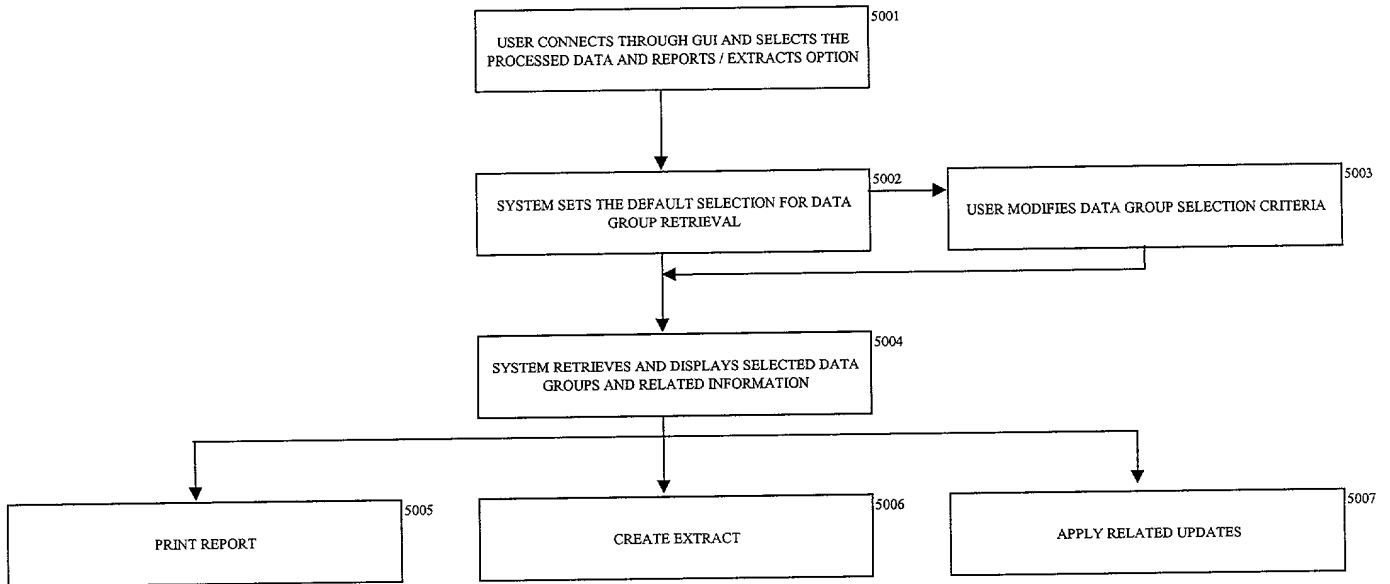 5001
USER CONNECTS THROUGH GUI AND SELECTS THE
PROCESSED DATA AND REPORTS / EXTRACTS OPTION
5002
SYSTEM SETS THE DEFAULT SELECTION FOR DATA
GROUP RETRIEVAL
5003
USER MODIFIES DATA GROUP SELECTION CRITERIA
5004
SYSTEM RETRIEVES AND DISPLAYS SELECTED DATA
GROUPS AND RELATED INFORMATION
5005
PRINT REPORT
5006
CREATE EXTRACT
5007
APPLY RELATED UPDATES